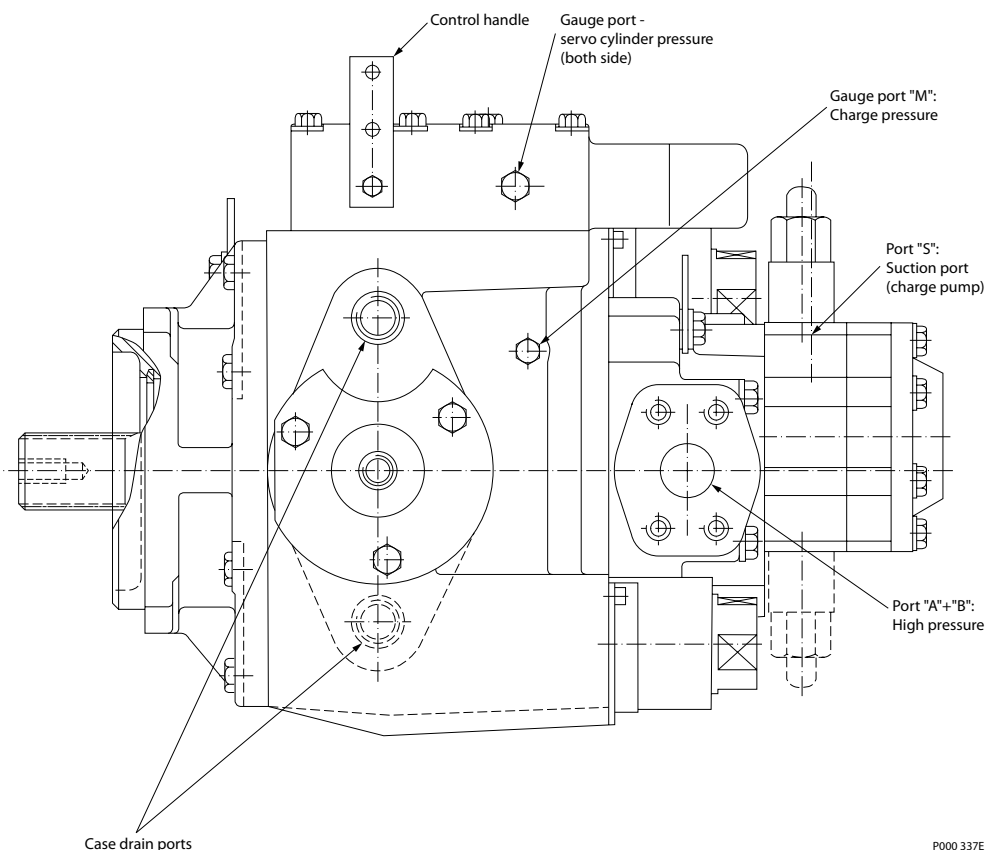 Control handle
Gauge port -
servo cylinder pressure
(both side)
Gauge port "M":
Charge pressure
Port "S":
Suction port
(charge pump)
Port "A"+"B":
High pressure
Case drain ports
P000 337E